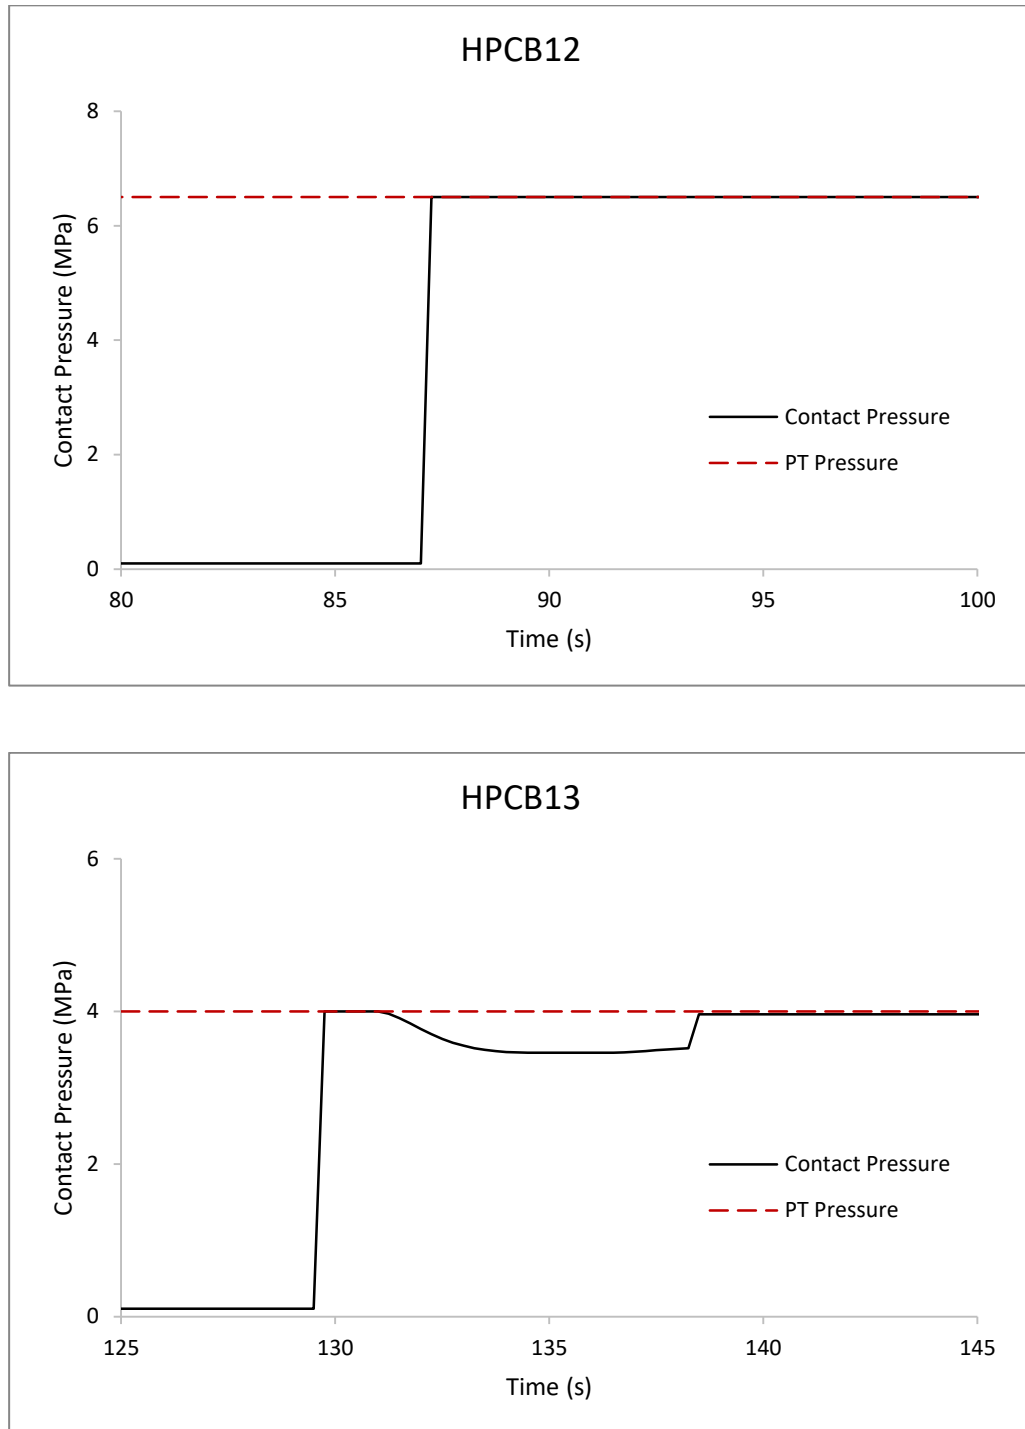 HPCB12
8
6
4
2
0
Contact Pressure (MPa)
Contact Pressure
PT Pressure
80 85 90 95 100
Time (s)
HPCB13
6
4
2
0
Contact Pressure (MPa)
Contact Pressure
PT Pressure
125 130 135 140 145
Time (s)